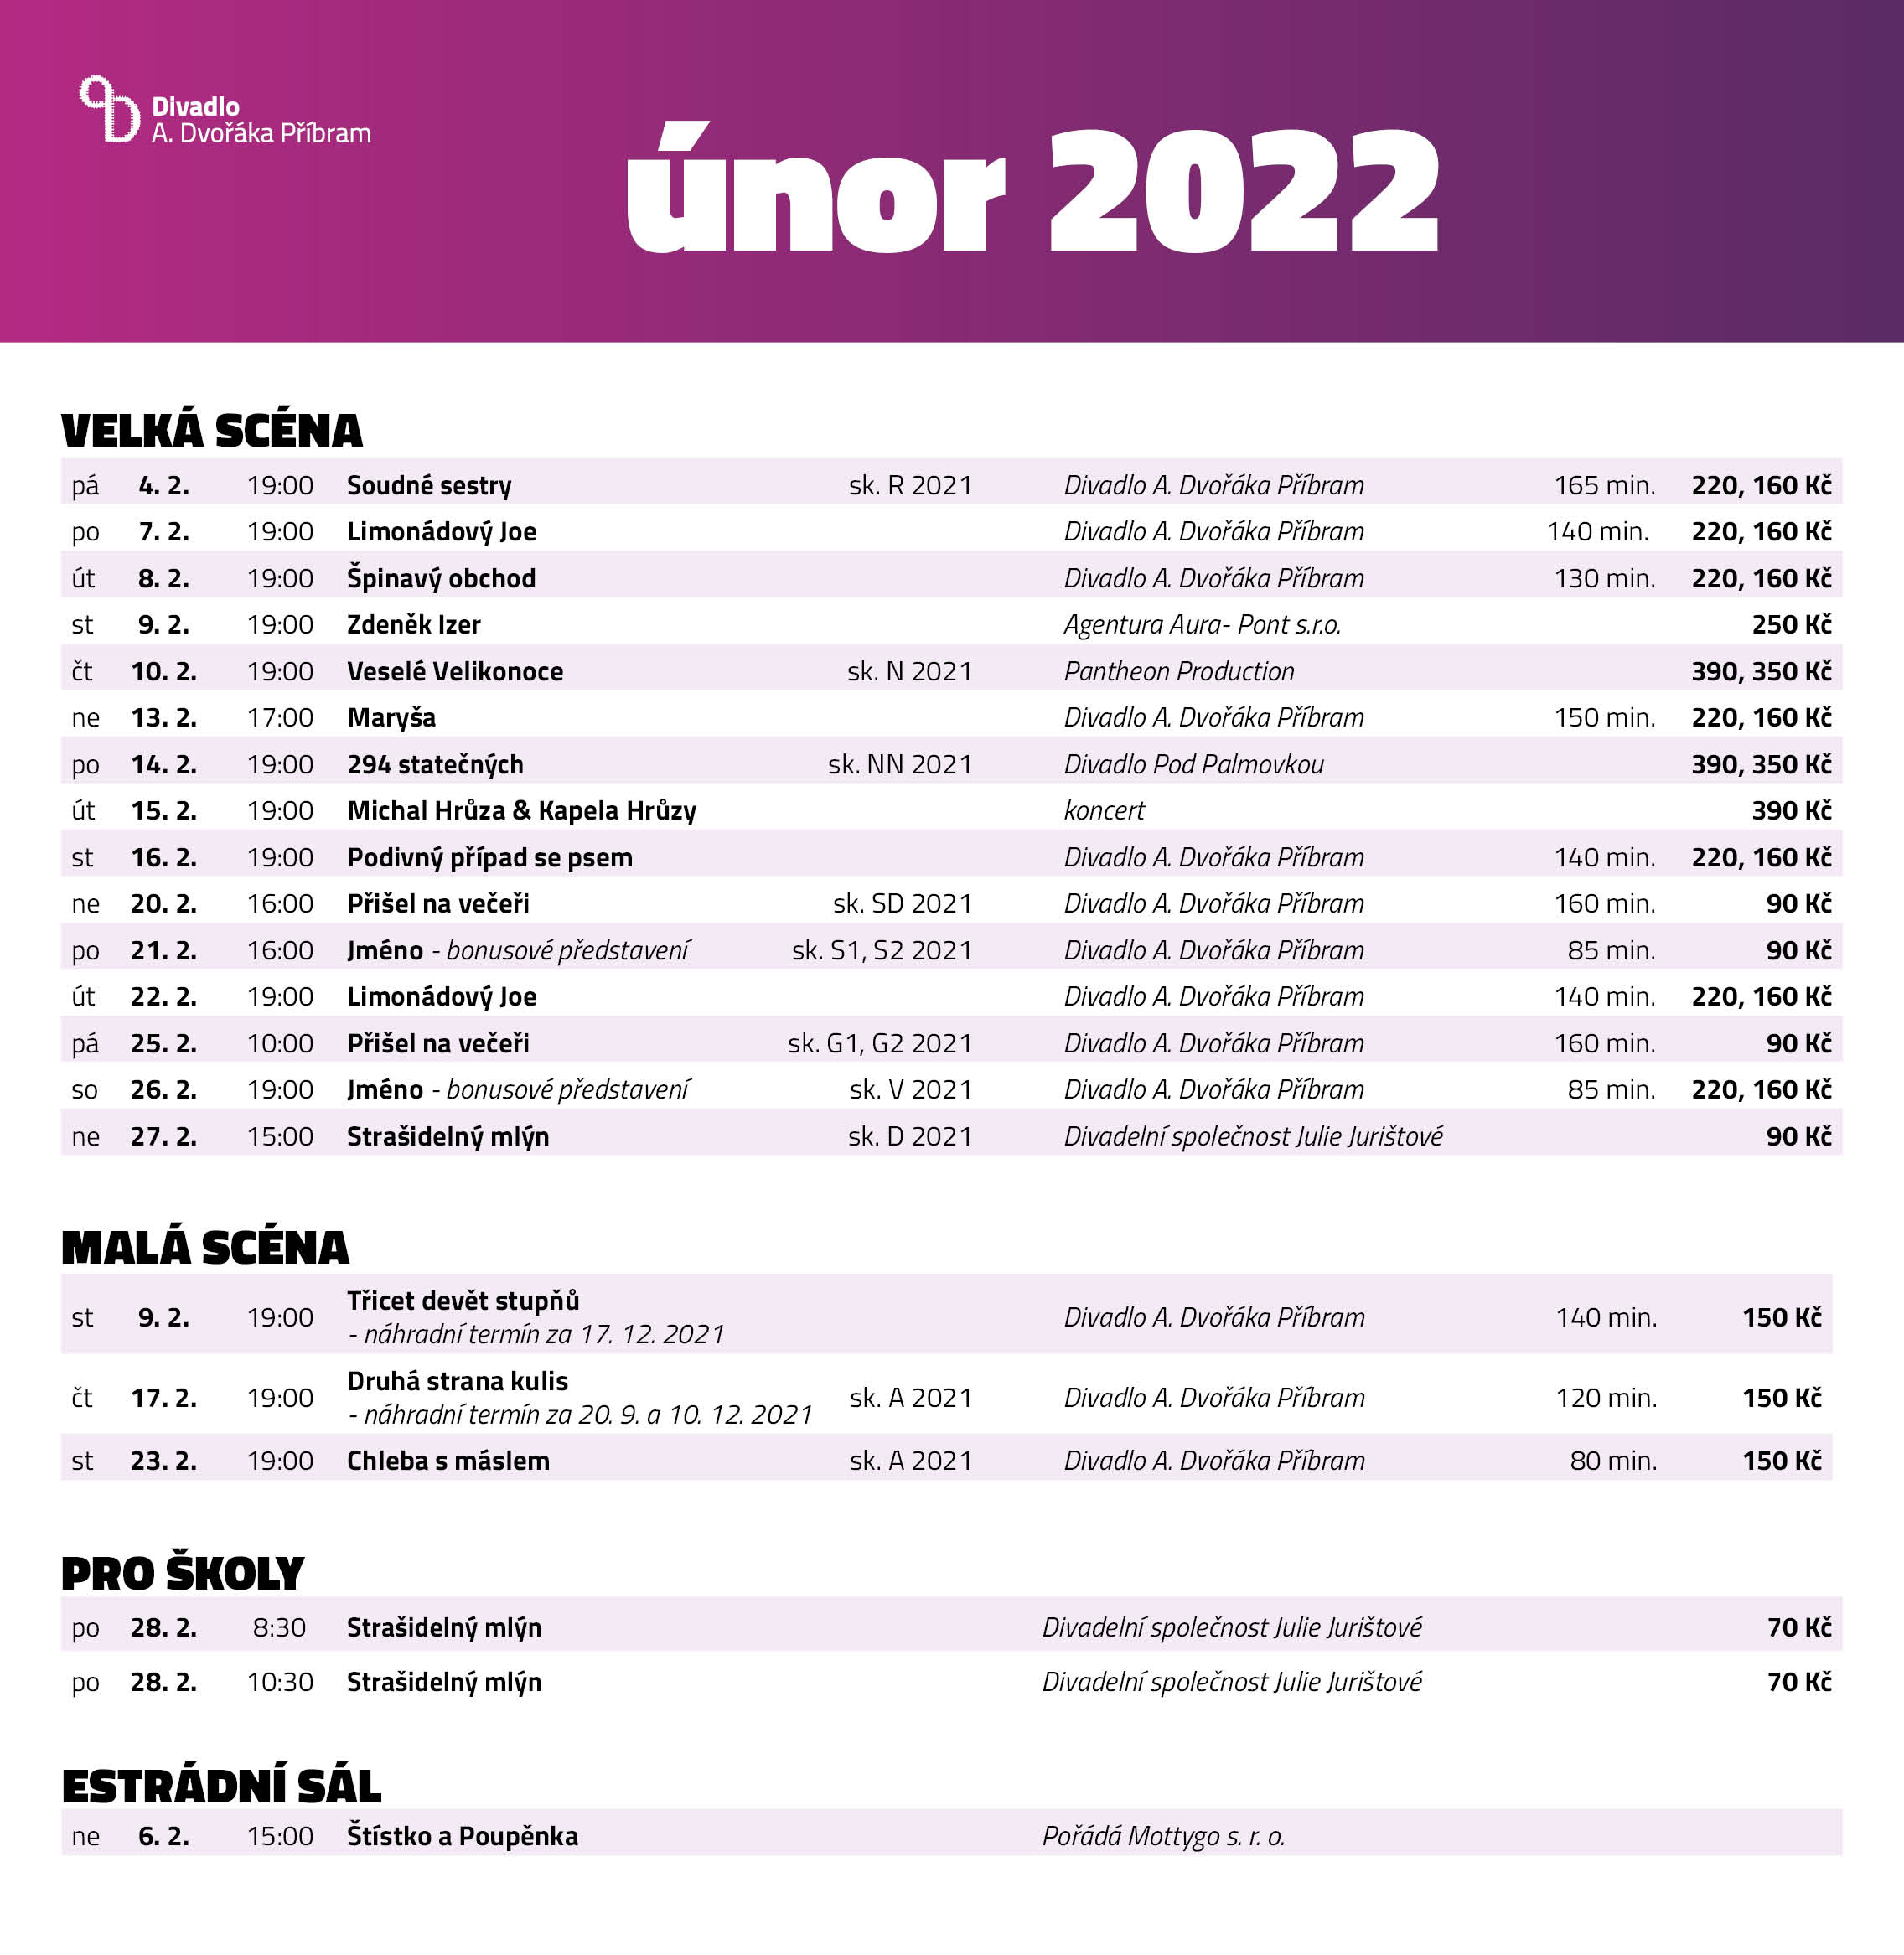 Divadlo
A. Dvořáka Příbram
únor 2022
VELKÁ SCÉNA
pá 4. 2. 19:00 Soudné sestry sk. R 2021 Divadlo A. Dvořáka Příbram 165 min. 220, 160 Kč
po 7. 2. 19:00 Limonádový Joe Divadlo A. Dvořáka Příbram 140 min. 220, 160 Kč
út 8. 2. 19:00 Špinavý obchod Divadlo A. Dvořáka Příbram 130 min. 220, 160 Kč
st 9. 2. 19:00 Zdeněk Izer Agentura Aura- Pont s.r.o. 250 Kč
čt 10. 2. 19:00 Veselé Velikonoce sk. N 2021 Pantheon Production 390, 350 Kč
ne 13. 2. 17:00 Maryša Divadlo A. Dvořáka Příbram 150 min. 220, 160 Kč
po 14. 2. 19:00 294 statečných sk. NN 2021 Divadlo Pod Palmovkou 390, 350 Kč
út 15. 2. 19:00 Michal Hrůza & Kapela Hrůzy koncert 390 Kč
st 16. 2. 19:00 Podivný případ se psem Divadlo A. Dvořáka Příbram 140 min. 220, 160 Kč
ne 20. 2. 16:00 Přišel na večeři sk. SD 2021 Divadlo A. Dvořáka Příbram 160 min. 90 Kč
po 21. 2. 16:00 Jméno - bonusové představení sk. S1, S2 2021 Divadlo A. Dvořáka Příbram 85 min. 90 Kč
út 22. 2. 19:00 Limonádový Joe Divadlo A. Dvořáka Příbram 140 min. 220, 160 Kč
pá 25. 2. 10:00 Přišel na večeři sk. G1, G2 2021 Divadlo A. Dvořáka Příbram 160 min. 90 Kč
so 26. 2. 19:00 Jméno - bonusové představení sk. V 2021 Divadlo A. Dvořáka Příbram 85 min. 220, 160 Kč
ne 27. 2. 15:00 Strašidelný mlýn sk. D 2021 Divadelní společnost Julie Jurištové 90 Kč
MALÁ SCÉNA
st 9. 2. 19:00 Třicet devět stupňů Divadlo A. Dvořáka Příbram 140 min. 150 Kč
- náhradní termín za 17. 12. 2021
čt 17. 2. 19:00 Druhá strana kulis sk. A 2021 Divadlo A. Dvořáka Příbram 120 min. 150 Kč
- náhradní termín za 20. 9. a 10. 12. 2021
st 23. 2. 19:00 Chleba s máslem sk. A 2021 Divadlo A. Dvořáka Příbram 80 min. 150 Kč
PRO ŠKOLY
po 28. 2. 8:30 Strašidelný mlýn Divadelní společnost Julie Jurištové 70 Kč
po 28. 2. 10:30 Strašidelný mlýn Divadelní společnost Julie Jurištové 70 Kč
ESTRÁDNÍ SÁL
ne 6. 2. 15:00 Štístko a Poupěnka Pořádá Mottygo s. r. o.